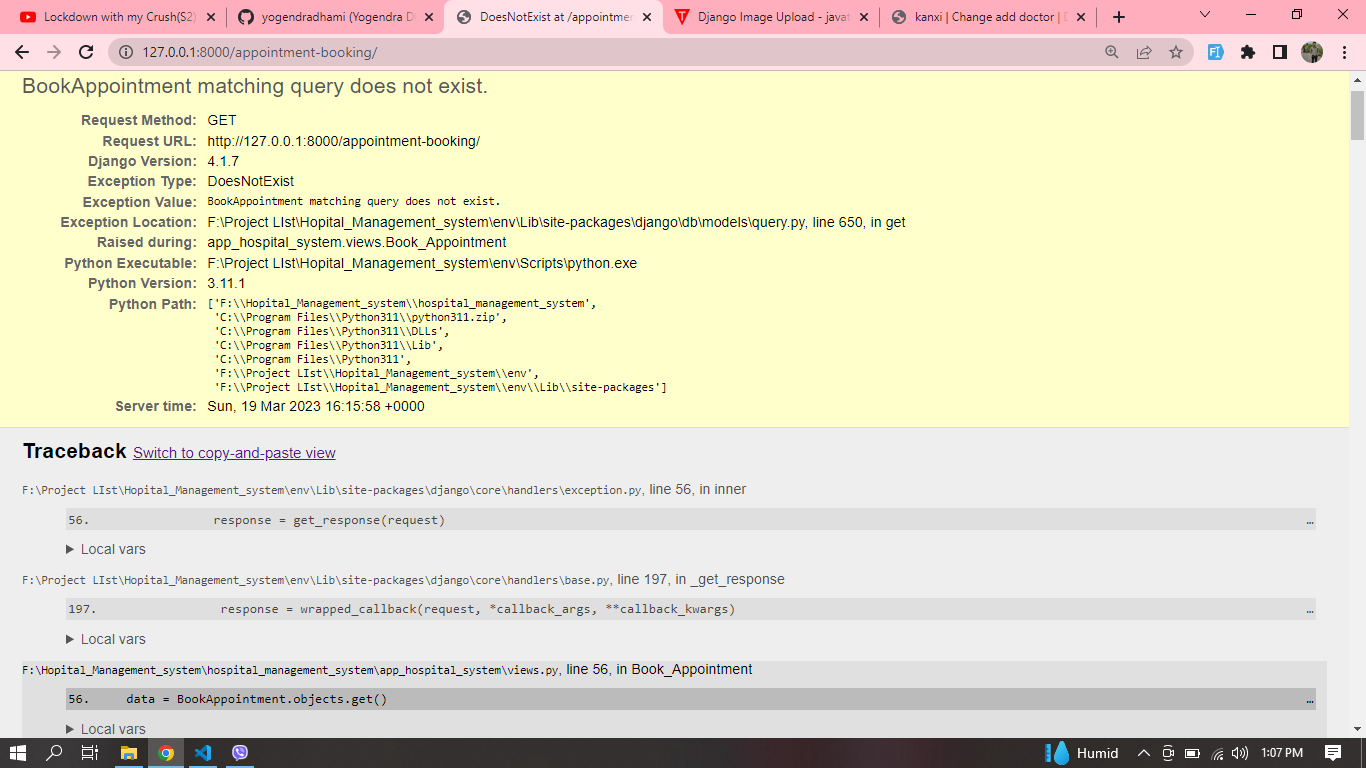 Lockdown with my Crush(S2)
yogendradhami (Yogendra D
DoesNotExist at /appointmen
Django Image Upload - javat
kanxi | Change add doctor | D
127.0.0.1:8000/appointment-booking/
BookAppointment matching query does not exist.
Request Method: GET
Request URL: http://127.0.0.1:8000/appointment-booking/
Django Version: 4.1.7
Exception Type: DoesNotExist
Exception Value: BookAppointment matching query does not exist.
Exception Location: F:\Project LIst\Hopital_Management_system\env\Lib\site-packages\django\db\models\query.py, line 650, in get
Raised during: app_hospital_system.views.Book_Appointment
Python Executable: F:\Project LIst\Hopital_Management_system\env\Scripts\python.exe
Python Version: 3.11.1
Python Path: ['F:\\Hopital_Management_system\\hospital_management_system',
'C:\\Program Files\\Python311\\python311.zip',
'C:\\Program Files\\Python311\\DLLs',
'C:\\Program Files\\Python311\\Lib',
'C:\\Program Files\\Python311',
'F:\\Project LIst\\Hopital_Management_system\\env',
'F:\\Project LIst\\Hopital_Management_system\\env\\Lib\\site-packages']
Server time: Sun, 19 Mar 2023 16:15:58 +0000
Traceback Switch to copy-and-paste view
F:\Project LIst\Hopital_Management_system\env\Lib\site-packages\django\core\handlers\exception.py, line 56, in inner
56. response = get_response(request) …
Local vars
F:\Project LIst\Hopital_Management_system\env\Lib\site-packages\django\core\handlers\base.py, line 197, in _get_response
197. response = wrapped_callback(request, *callback_args, **callback_kwargs) …
Local vars
F:\Hopital_Management_system\hospital_management_system\app_hospital_system\views.py, line 56, in Book_Appointment
56. data = BookAppointment.objects.get() …
Local vars
Humid
1:07 PM